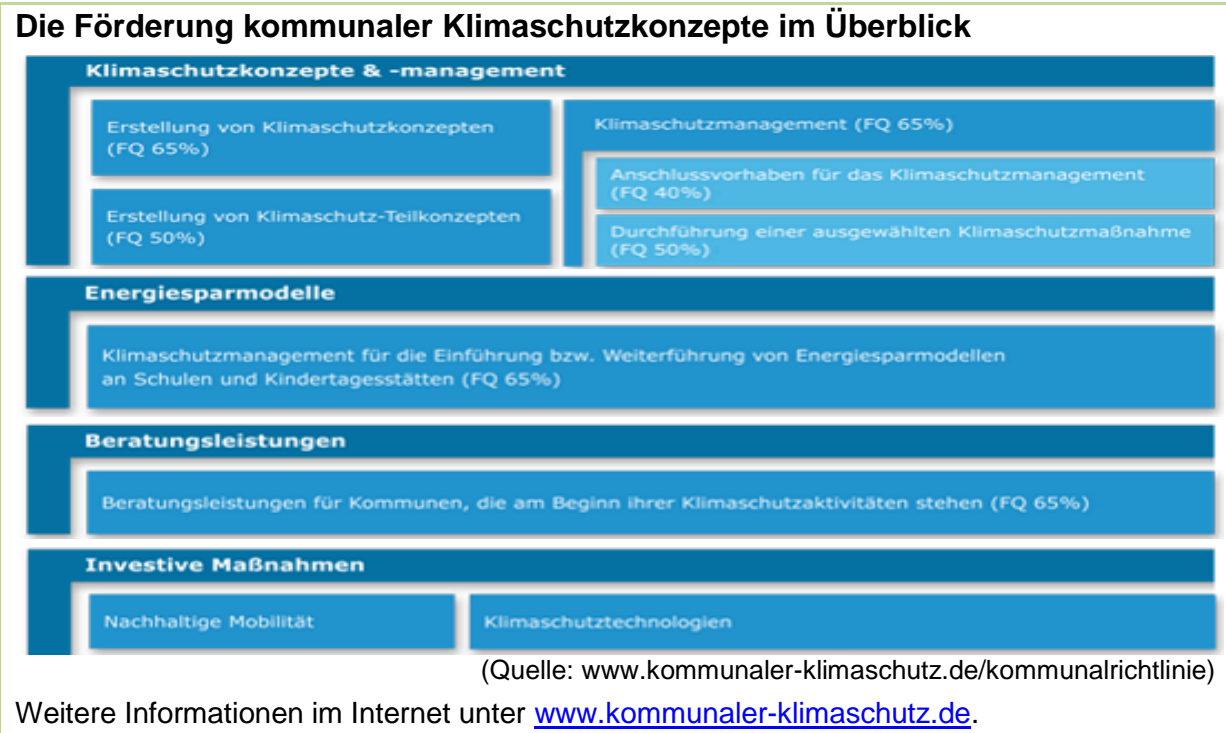 Die Förderung kommunaler Klimaschutzkonzepte im Überblick
Klimaschutzkonzepte & -management
Erstellung von Klimaschutzkonzepten
(FQ 65%)
Erstellung von Klimaschutz-Teilkonzepten
(FQ 50%)
Klimaschutzmanagement (FQ 65%)
Anschlussvorhaben für das Klimaschutzmanagement
(FQ 40%)
Durchführung einer ausgewählten Klimaschutzmaßnahme
(FQ 50%)
Energiesparmodelle
Klimaschutzmanagement für die Einführung bzw. Weiterführung von Energiesparmodellen
an Schulen und Kindertagesstätten (FQ 65%)
Beratungsleistungen
Beratungsleistungen für Kommunen, die am Beginn ihrer Klimaschutzaktivitäten stehen (FQ 65%)
Investive Maßnahmen
Nachhaltige Mobilität
Klimaschutztechnologien
(Quelle: www.kommunaler-klimaschutz.de/kommunalrichtlinie)
Weitere Informationen im Internet unter www.kommunaler-klimaschutz.de.